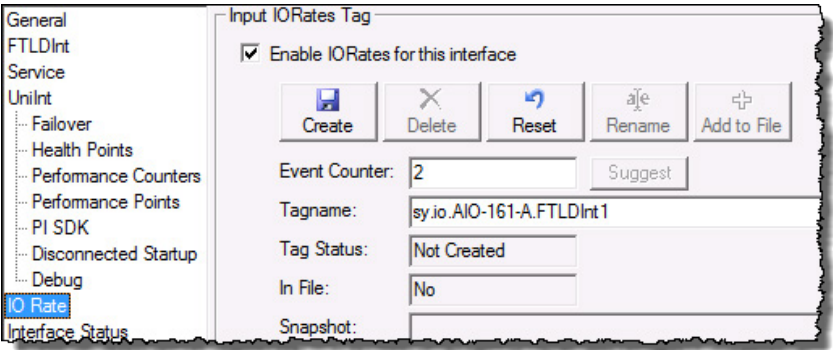 General
FTLDInt
Service
UniInt
Failover
Health Points
Performance Counters
Performance Points
PI SDK
Disconnected Startup
Debug
IO Rate
Interface Status
Input IORates Tag
Enable IORates for this interface
Create Delete Reset Rename Add to File
Event Counter: 2 Suggest
Tagname: sy.io.AIO-161-A.FTLDInt1
Tag Status: Not Created
In File: No
Snapshot: